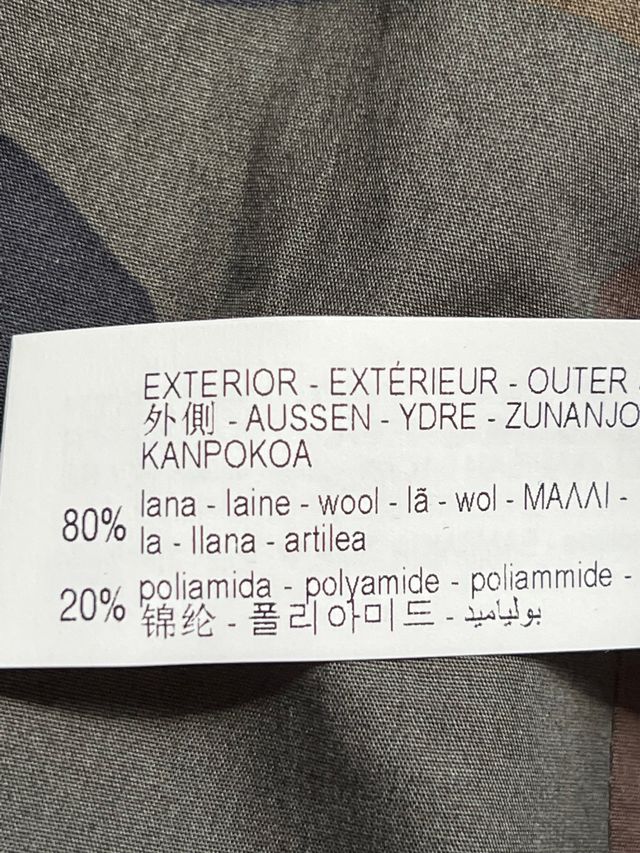 EXTERIOR - EXTÉRIEUR - OUTER
外側 - AUSSEN - YDRE - ZUNANJO
KANPOKOA
80% lana - laine - wool - lã - wol - ΜΑΛΛΙ -
la - llana - artilea
20% poliamida - polyamide - poliammide -
锦纶 - 폴리아미드 - بولياميد